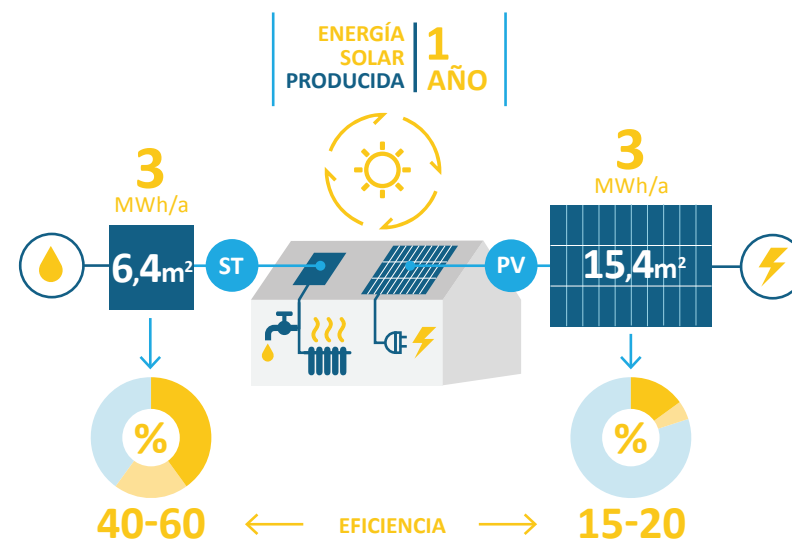 ENERGÍA
SOLAR
PRODUCIDA
1
AÑO
3
MWh/a
3
MWh/a
6,4m²
ST
PV
15,4m²
%
%
40-60
EFICIENCIA
15-20